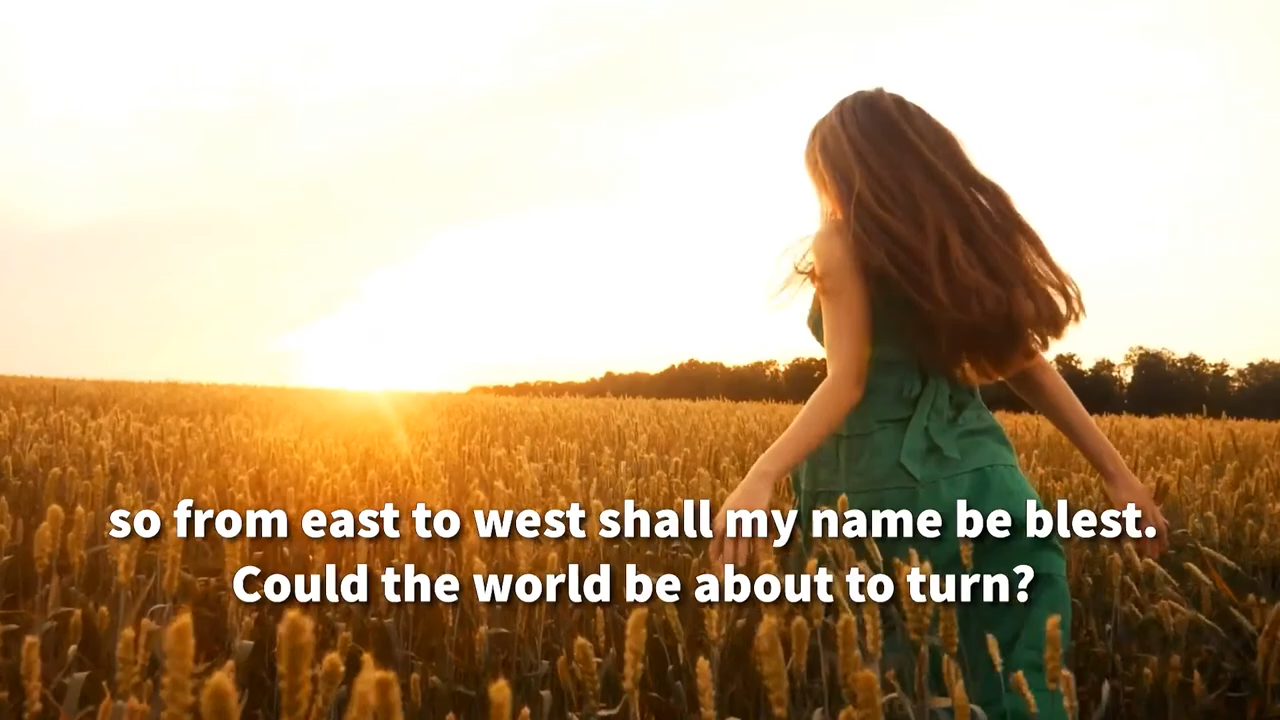 so from east to west shall my name be blest.
Could the world be about to turn?